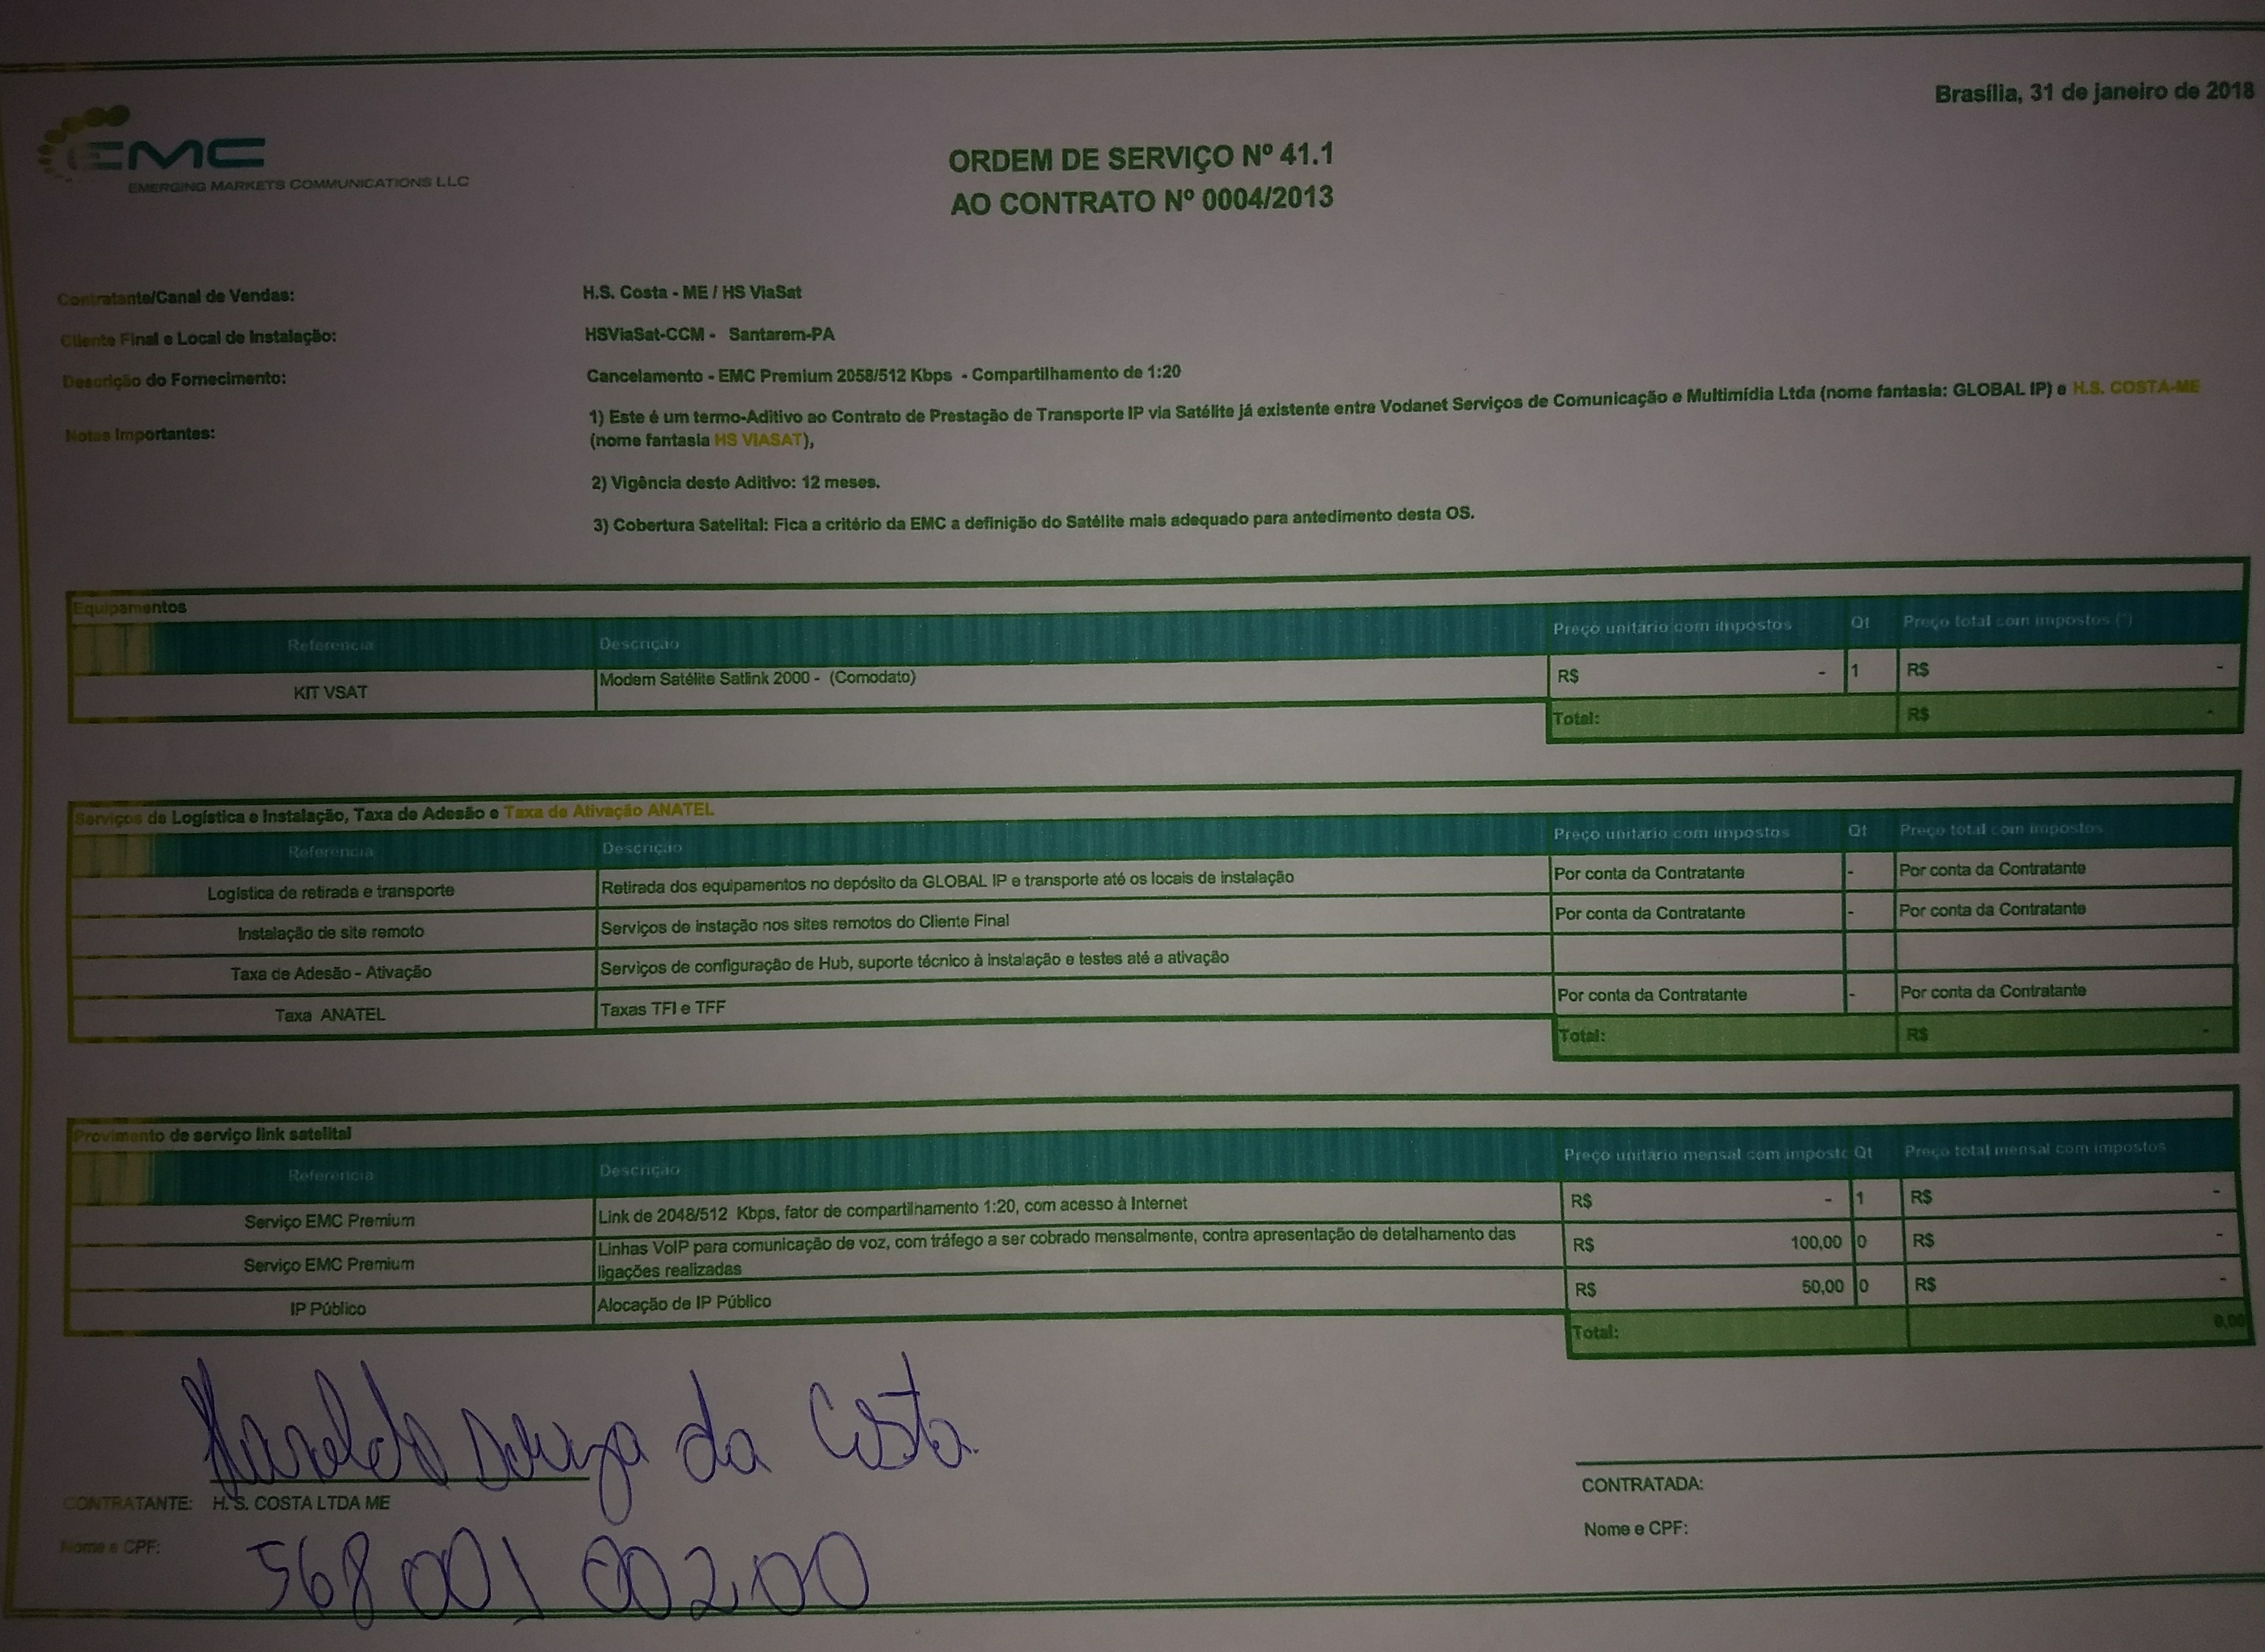 Brasília, 31 de janeiro de 2018
EMC
EMERGING MARKETS COMMUNICATIONS LLC
ORDEM DE SERVIÇO Nº 41.1
AO CONTRATO Nº 0004/2013
Contratante/Canal de Vendas: H.S. Costa - ME / HS ViaSat
Cliente Final e Local de Instalação: HSViaSat-CCM - Santarem-PA
Descrição do Fornecimento: Cancelamento - EMC Premium 2058/512 Kbps - Compartilhamento de 1:20
Notas Importantes: 1) Este é um termo-Aditivo ao Contrato de Prestação de Transporte IP via Satélite já existente entre Vodanet Serviços de Comunicação e Multimídia Ltda (nome fantasia: GLOBAL IP) e H.S. COSTA-ME
(nome fantasia HS VIASAT),
2) Vigência deste Aditivo: 12 meses.
3) Cobertura Satelital: Fica a critério da EMC a definição do Satélite mais adequado para antedimento desta OS.
Equipamentos
Referencia Descrição Preço unitario com impostos Qt Preço total com impostos (*)
KIT VSAT Modem Satélite Satlink 2000 - (Comodato) R$ - 1 R$ -
Total: R$ -
Serviços de Logística e Instalação, Taxa de Adesão e Taxa de Ativação ANATEL
Referencia Descrição Preço unitario com impostos Qt Preço total com impostos
Logística de retirada e transporte Retirada dos equipamentos no depósito da GLOBAL IP e transporte até os locais de instalação Por conta da Contratante - Por conta da Contratante
Instalação de site remoto Serviços de instação nos sites remotos do Cliente Final Por conta da Contratante - Por conta da Contratante
Taxa de Adesão - Ativação Serviços de configuração de Hub, suporte técnico à instalação e testes até a ativação
Taxa ANATEL Taxas TFI e TFF Por conta da Contratante - Por conta da Contratante
Total: R$ -
Provimento de serviço link satelital
Referencia Descrição Preço unitário mensal com imposto Qt Preço total mensal com impostos
Serviço EMC Premium Link de 2048/512 Kbps, fator de compartilhamento 1:20, com acesso à Internet R$ - 1 R$ -
Serviço EMC Premium Linhas VoIP para comunicação de voz, com tráfego a ser cobrado mensalmente, contra apresentação de detalhamento das R$ 100,00 0 R$ -
ligações realizadas
IP Público Alocação de IP Público R$ 50,00 0 R$ -
Total: 0,00
Haroldo Souza da Costa
CONTRATANTE: H. S. COSTA LTDA ME
CONTRATADA:
Nome e CPF: 568 001 002,00
Nome e CPF: